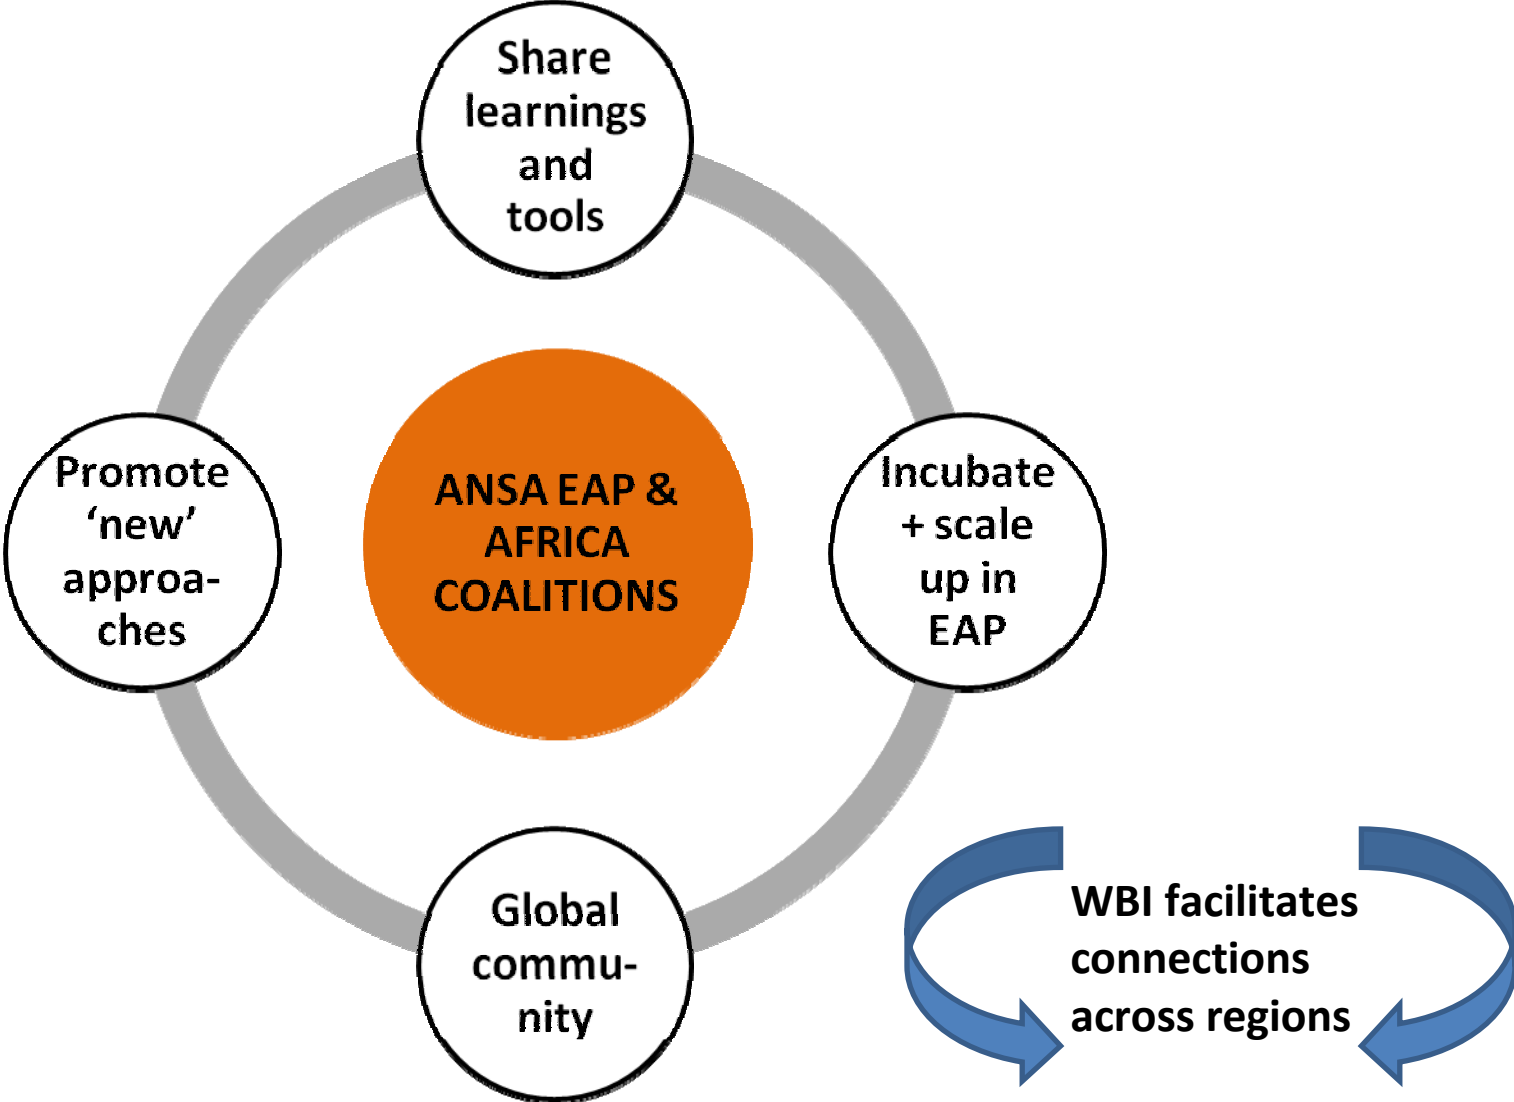 Share
learnings
and
tools
Promote
‘new’
approa-
ches
ANSA EAP &
AFRICA
COALITIONS
Incubate
+ scale
up in
EAP
Global
commu-
nity
WBI facilitates
connections
across regions